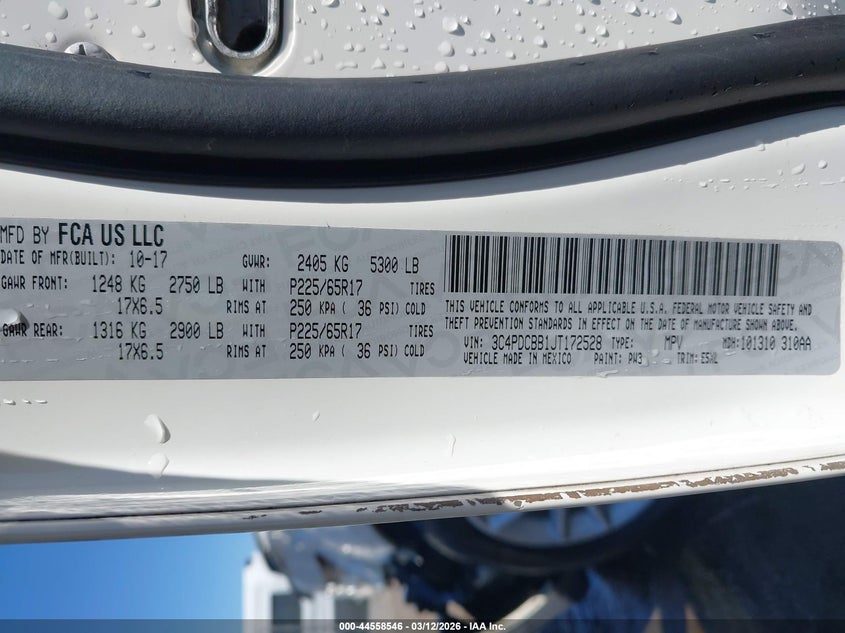 MFD BY FCA US LLC
DATE OF MFR(BUILT): 10-17 GVWR: 2405 KG 5300 LB
GAWR FRONT: 1248 KG 2750 LB WITH P225/65R17 TIRES
17X6.5 RIMS AT 250 KPA ( 36 PSI) COLD
GAWR REAR: 1316 KG 2900 LB WITH P225/65R17 TIRES
17X6.5 RIMS AT 250 KPA ( 36 PSI) COLD
THIS VEHICLE CONFORMS TO ALL APPLICABLE U.S.A. FEDERAL MOTOR VEHICLE SAFETY AND
THEFT PREVENTION STANDARDS IN EFFECT ON THE DATE OF MANUFACTURE SHOWN ABOVE.
VIN: 3C4PDCBB1JT172528 TYPE: MPV MDH:101310 310AA
VEHICLE MADE IN MEXICO PAINT: PW3 TRIM:
000-44558546 - 03/12/2026 - IAA, Inc.